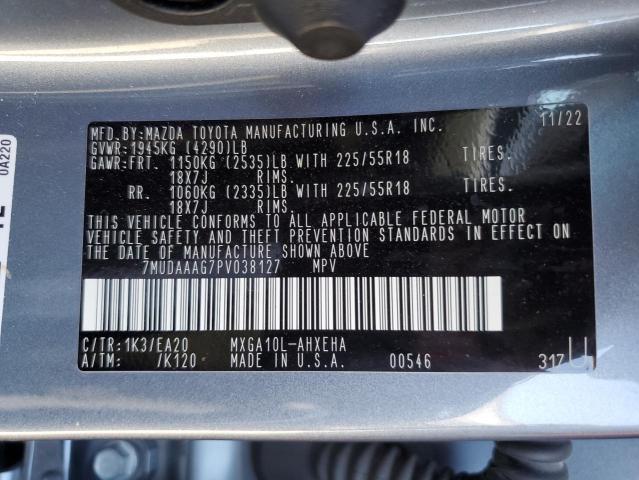 MFD.BY:MAZDA TOYOTA MANUFACTURING U.S.A. INC. 11/22
GVWR:1945KG (4290)LB
GAWR:FRT. 1150KG (2535)LB WITH 225/55R18 TIRES.
18X7J RIMS.
RR. 1060KG (2335)LB WITH 225/55R18 TIRES.
18X7J RIMS.
THIS VEHICLE CONFORMS TO ALL APPLICABLE FEDERAL MOTOR
VEHICLE SAFETY AND THEFT PREVENTION STANDARDS IN EFFECT ON
THE DATE OF MANUFACTURE SHOWN ABOVE.
7MUDAAAG7PV038127 MPV
C/TR:1K3/EA20 MXGA10L-AHXEHA
A/TM: /K120 MADE IN U.S.A. 00546 317 U
0A220